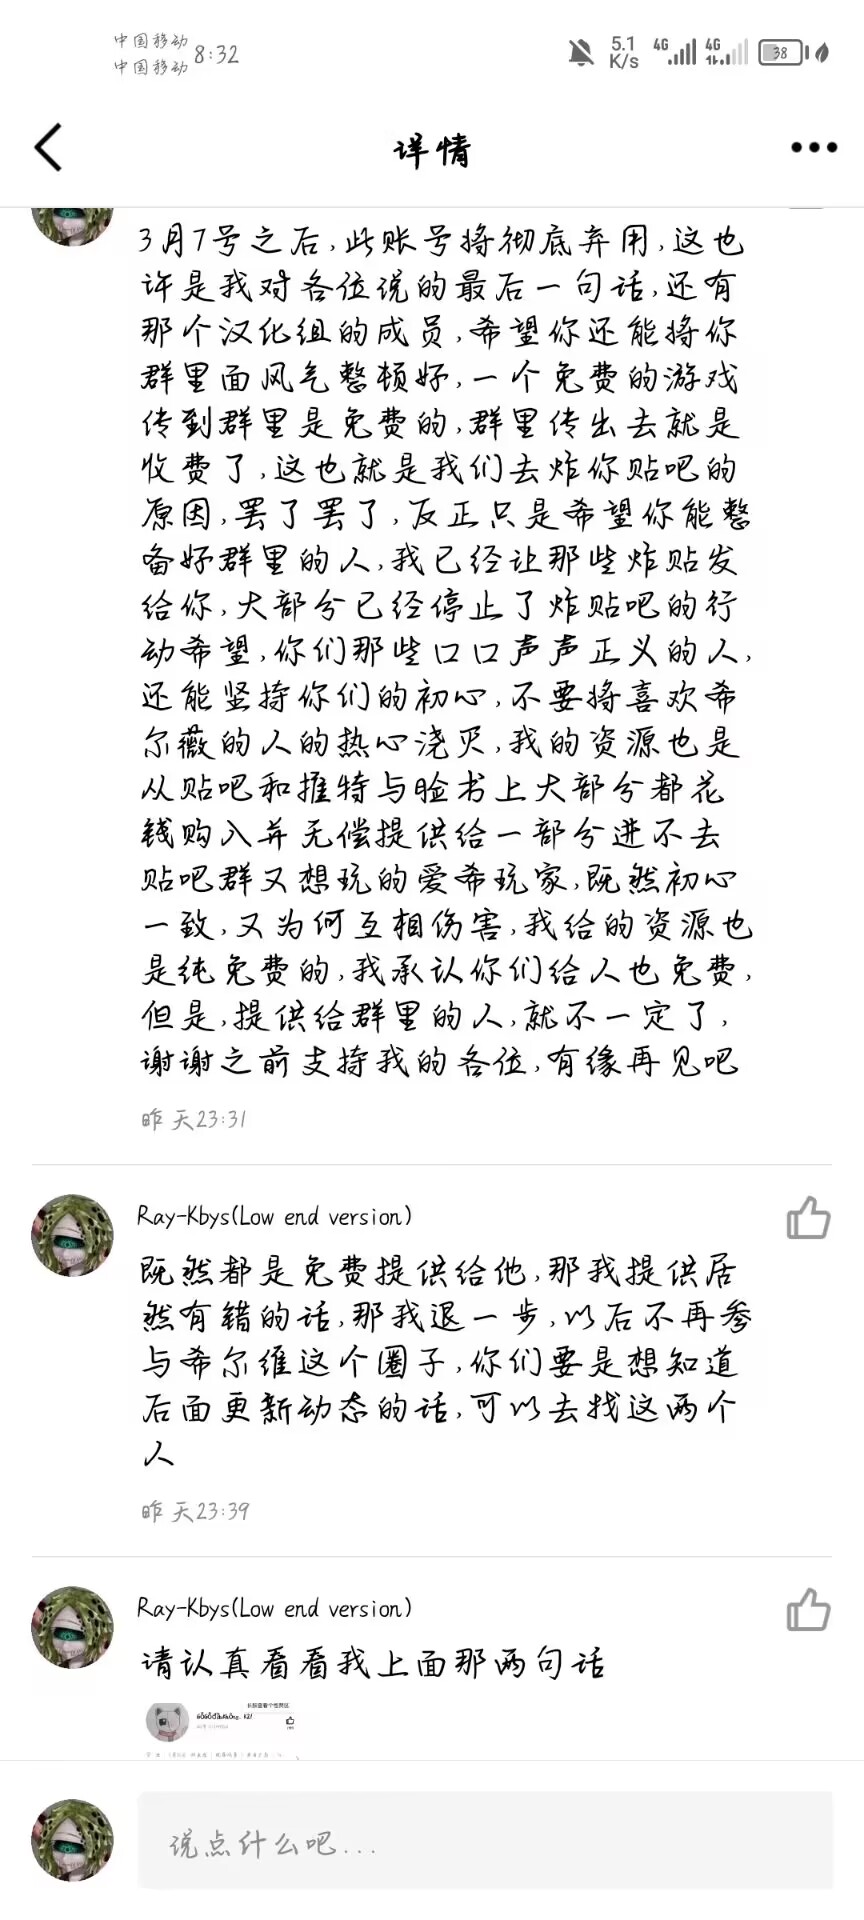 中国移动
中国移动
8:32
5.1
K/s
4G
4G
38
详情
3月7号之后,此账号将彻底弃用,这也
许是我对各位说的最后一句话,还有
那个汉化组的成员,希望你还能将你
群里面风气整顿好,一个免费的游戏
传到群里是免费的,群里传出去就是
收费了,这也就是我们去炸你贴吧的
原因,罢了罢了,反正只是希望你能整
备好群里的人,我已经让那些炸贴发
给你,大部分已经停止了炸贴吧的行
动希望,你们那些口口声声正义的人,
还能坚持你们的初心,不要将喜欢希
尔薇的人的热心浇灭,我的资源也是
从贴吧和推特与脸书上大部分都花
钱购入并无偿提供给一部分进不去
贴吧群又想玩的爱希玩家,既然初心
一致,又为何互相伤害,我给的资源也
是纯免费的,我承认你们给人也免费,
但是,提供给群里的人,就不一定了,
谢谢之前支持我的各位,有缘再见吧
昨天23:31
Ray-Kbys(Low end version)
既然都是免费提供给他,那我提供居
然有错的话,那我退一步,以后不再参
与希尔维这个圈子,你们要是想知道
后面更新动态的话,可以去找这两个
人
昨天23:39
Ray-Kbys(Low end version)
请认真看看我上面那两句话
说点什么吧...